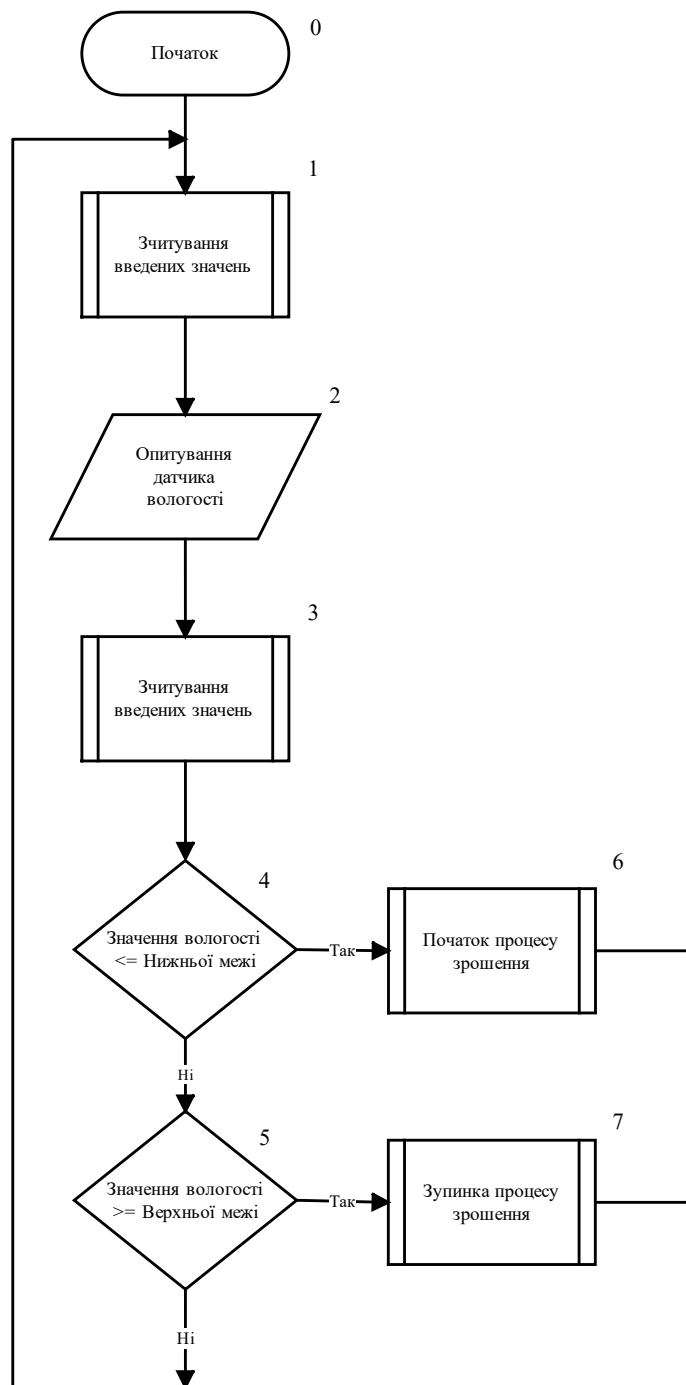 0
Початок
1
Зчитування
введених значень
2
Опитування
датчика
вологості
3
Зчитування
введених значень
4
Значення вологості
<= Нижньої межі
Так
6
Початок процесу
зрошення
Ні
5
Значення вологості
>= Верхньої межі
Так
7
Зупинка процесу
зрошення
Ні